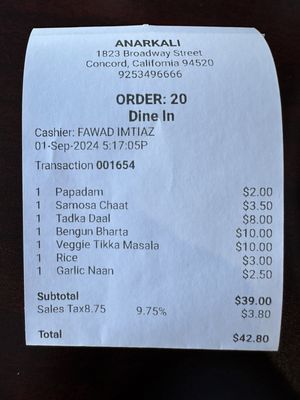 ANARKALI
1823 Broadway Street
Concord, California 94520
9253496666
ORDER: 20
Dine In
Cashier: FAWAD IMTIAZ
01-Sep-2024 5:17:05P
Transaction 001654
1 Papadam $2.00
1 Samosa Chaat $3.50
1 Tadka Daal $8.00
1 Bengun Bharta $10.00
1 Veggie Tikka Masala $10.00
1 Rice $3.00
1 Garlic Naan $2.50
Subtotal $39.00
Sales Tax8.75 9.75% $3.80
Total $42.80